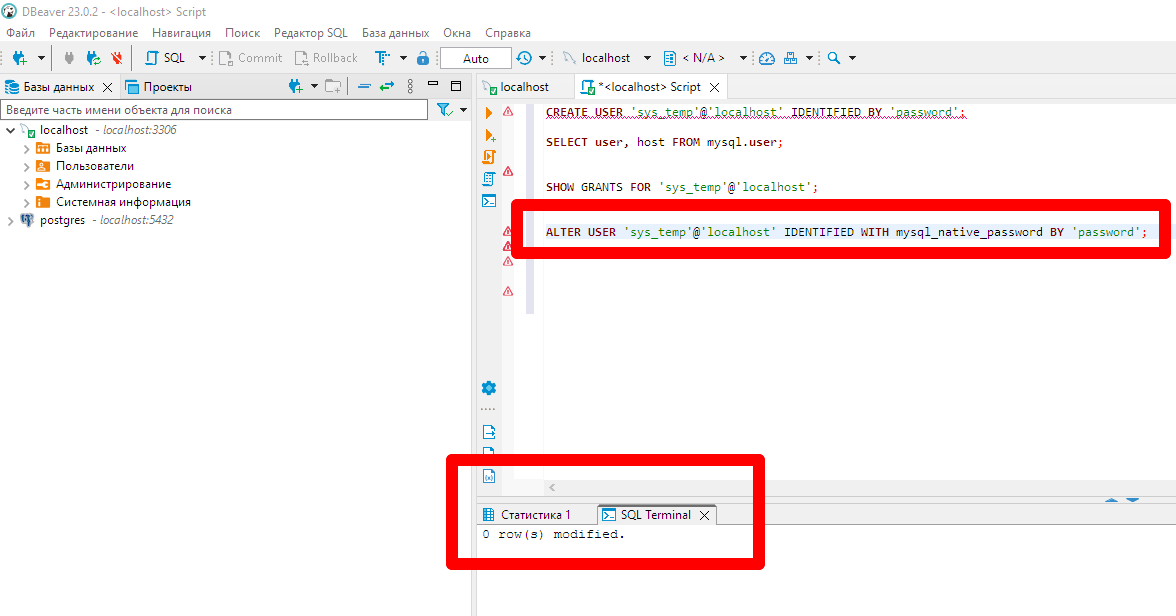 DBeaver 23.0.2 - <localhost> Script
Файл Редактирование Навигация Поиск Редактор SQL База данных Окна Справка
SQL Commit Rollback Auto localhost < N/A >
Базы данных Проекты
localhost *<localhost> Script
Введите часть имени объекта для поиска
localhost - localhost:3306
Базы данных
Пользователи
Администрирование
Системная информация
postgres - localhost:5432
CREATE USER 'sys_temp'@'localhost' IDENTIFIED BY 'password';
SELECT user, host FROM mysql.user;
SHOW GRANTS FOR 'sys_temp'@'localhost';
ALTER USER 'sys_temp'@'localhost' IDENTIFIED WITH mysql_native_password BY 'password';
Статистика 1 SQL Terminal
0 row(s) modified.